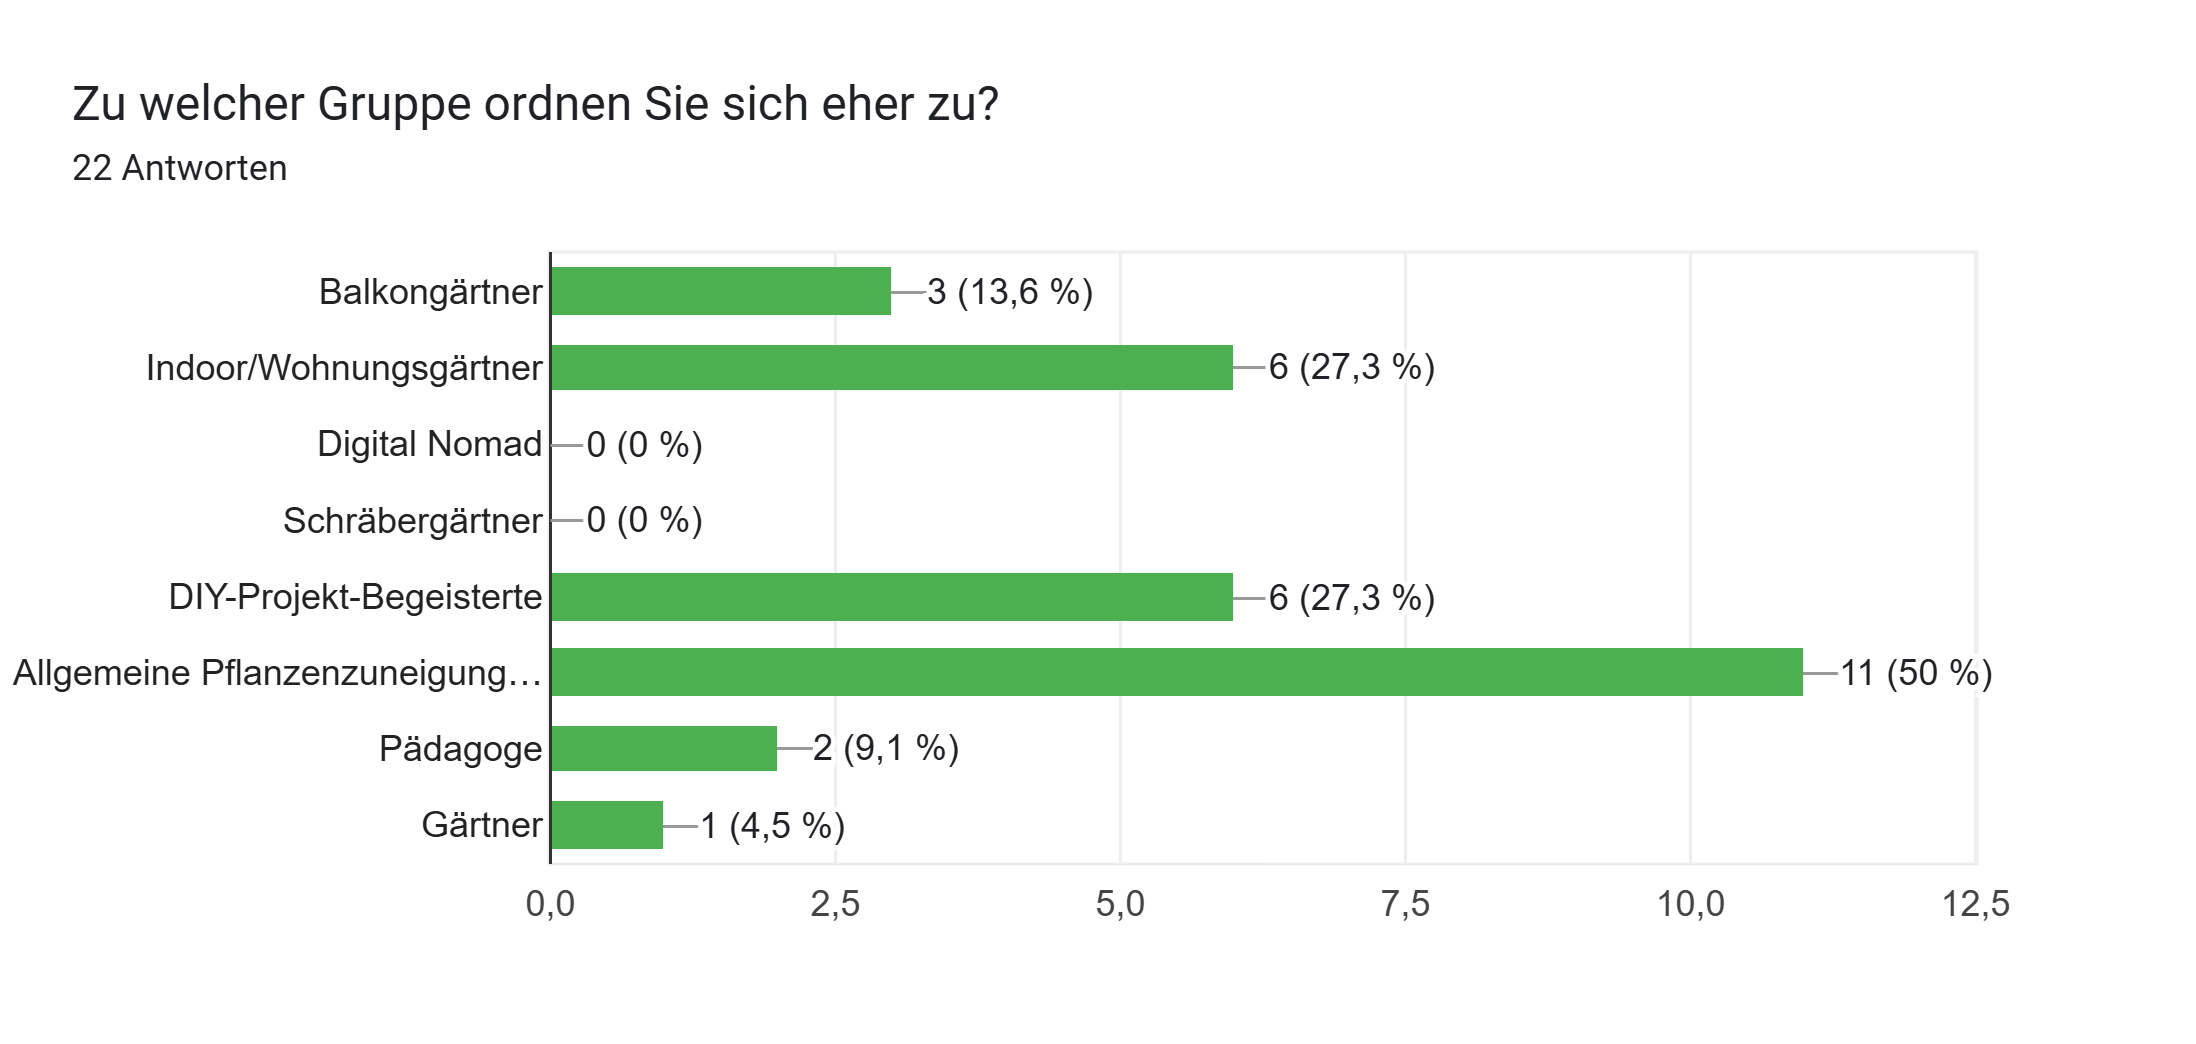 Zu welcher Gruppe ordnen Sie sich eher zu?
22 Antworten
Balkongärtner 3 (13,6 %)
Indoor/Wohnungsgärtner 6 (27,3 %)
Digital Nomad 0 (0 %)
Schräbergärtner 0 (0 %)
DIY-Projekt-Begeisterte 6 (27,3 %)
Allgemeine Pflanzenzuneigung… 11 (50 %)
Pädagoge 2 (9,1 %)
Gärtner 1 (4,5 %)
0,0 2,5 5,0 7,5 10,0 12,5